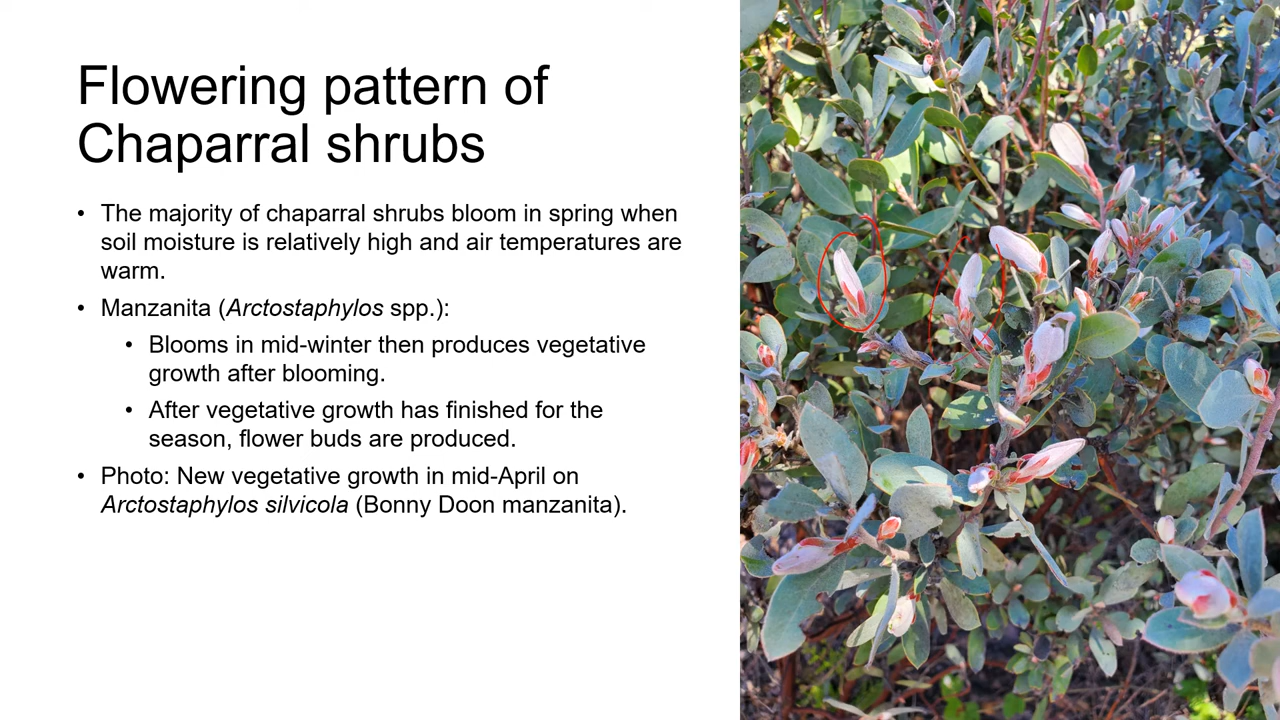 Flowering pattern of
Chaparral shrubs
• The majority of chaparral shrubs bloom in spring when
soil moisture is relatively high and air temperatures are
warm.
• Manzanita (Arctostaphylos spp.):
• Blooms in mid-winter then produces vegetative
growth after blooming.
• After vegetative growth has finished for the
season, flower buds are produced.
• Photo: New vegetative growth in mid-April on
Arctostaphylos silvicola (Bonny Doon manzanita).